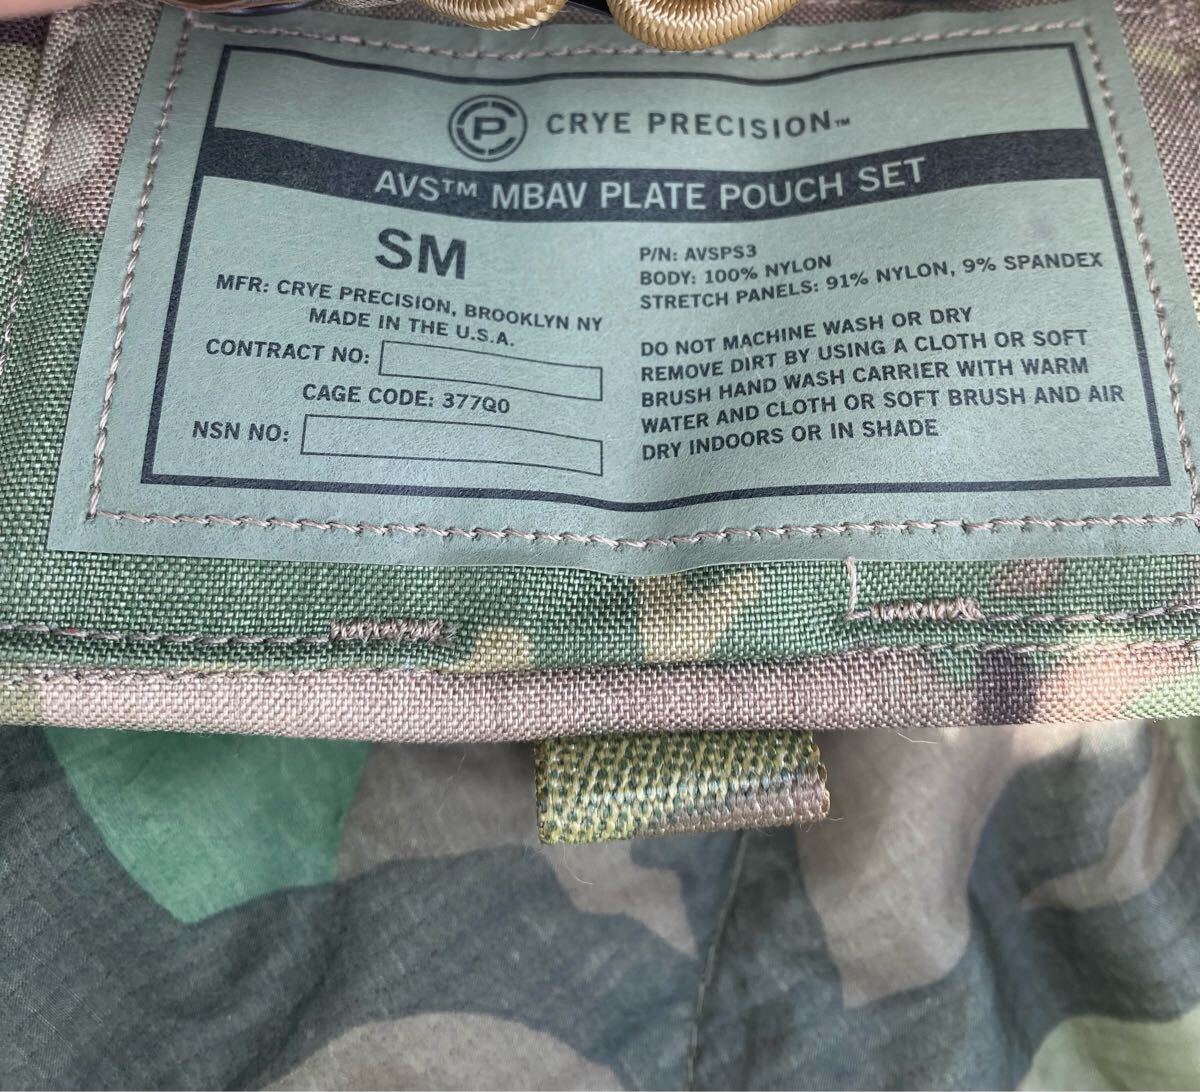 CP CRYE PRECISION™
AVS™ MBAV PLATE POUCH SET
SM
MFR: CRYE PRECISION, BROOKLYN NY
MADE IN THE U.S.A.
CONTRACT NO:
CAGE CODE: 377Q0
NSN NO:
P/N: AVSPS3
BODY: 100% NYLON
STRETCH PANELS: 91% NYLON, 9% SPANDEX
DO NOT MACHINE WASH OR DRY
REMOVE DIRT BY USING A CLOTH OR SOFT
BRUSH HAND WASH CARRIER WITH WARM
WATER AND CLOTH OR SOFT BRUSH AND AIR
DRY INDOORS OR IN SHADE